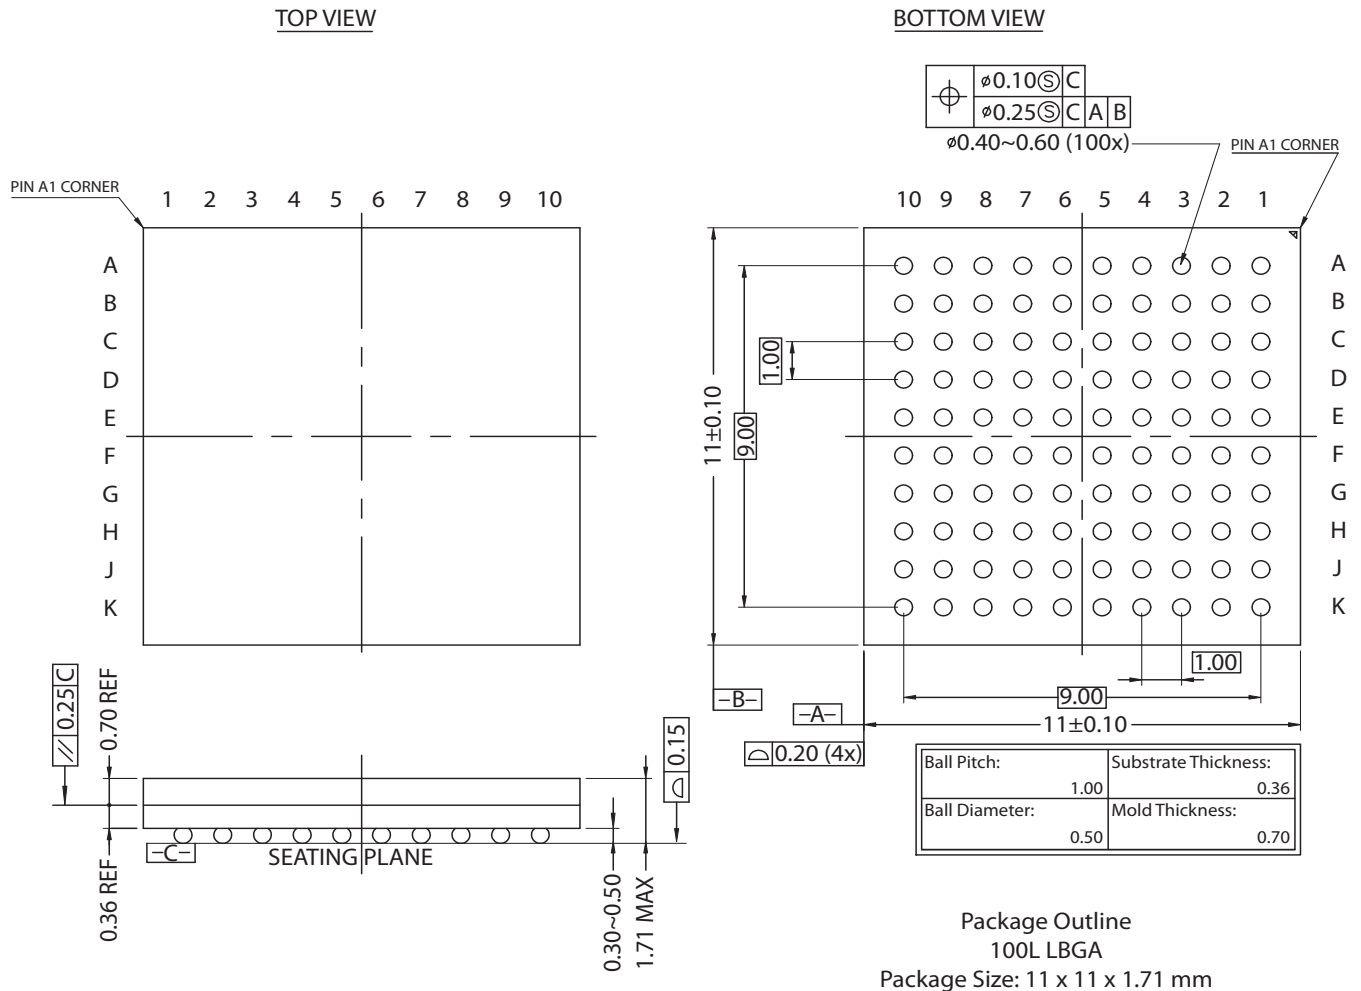 TOP VIEW
BOTTOM VIEW
⌀0.10Ⓢ C
⌀0.25Ⓢ C A B
⌀0.40~0.60 (100x)
PIN A1 CORNER
PIN A1 CORNER
1 2 3 4 5 6 7 8 9 10
10 9 8 7 6 5 4 3 2 1
A
B
C
D
E
F
G
H
J
K
A
B
C
D
E
F
G
H
J
K
1.00
9.00
11±0.10
1.00
9.00
11±0.10
-B-
-A-
0.20 (4x)
// 0.25 C
0.70 REF
0.36 REF
-C-
SEATING PLANE
0.30~0.50
1.71 MAX
0.15
Ball Pitch: 1.00
Substrate Thickness: 0.36
Ball Diameter: 0.50
Mold Thickness: 0.70
Package Outline
100L LBGA
Package Size: 11 x 11 x 1.71 mm